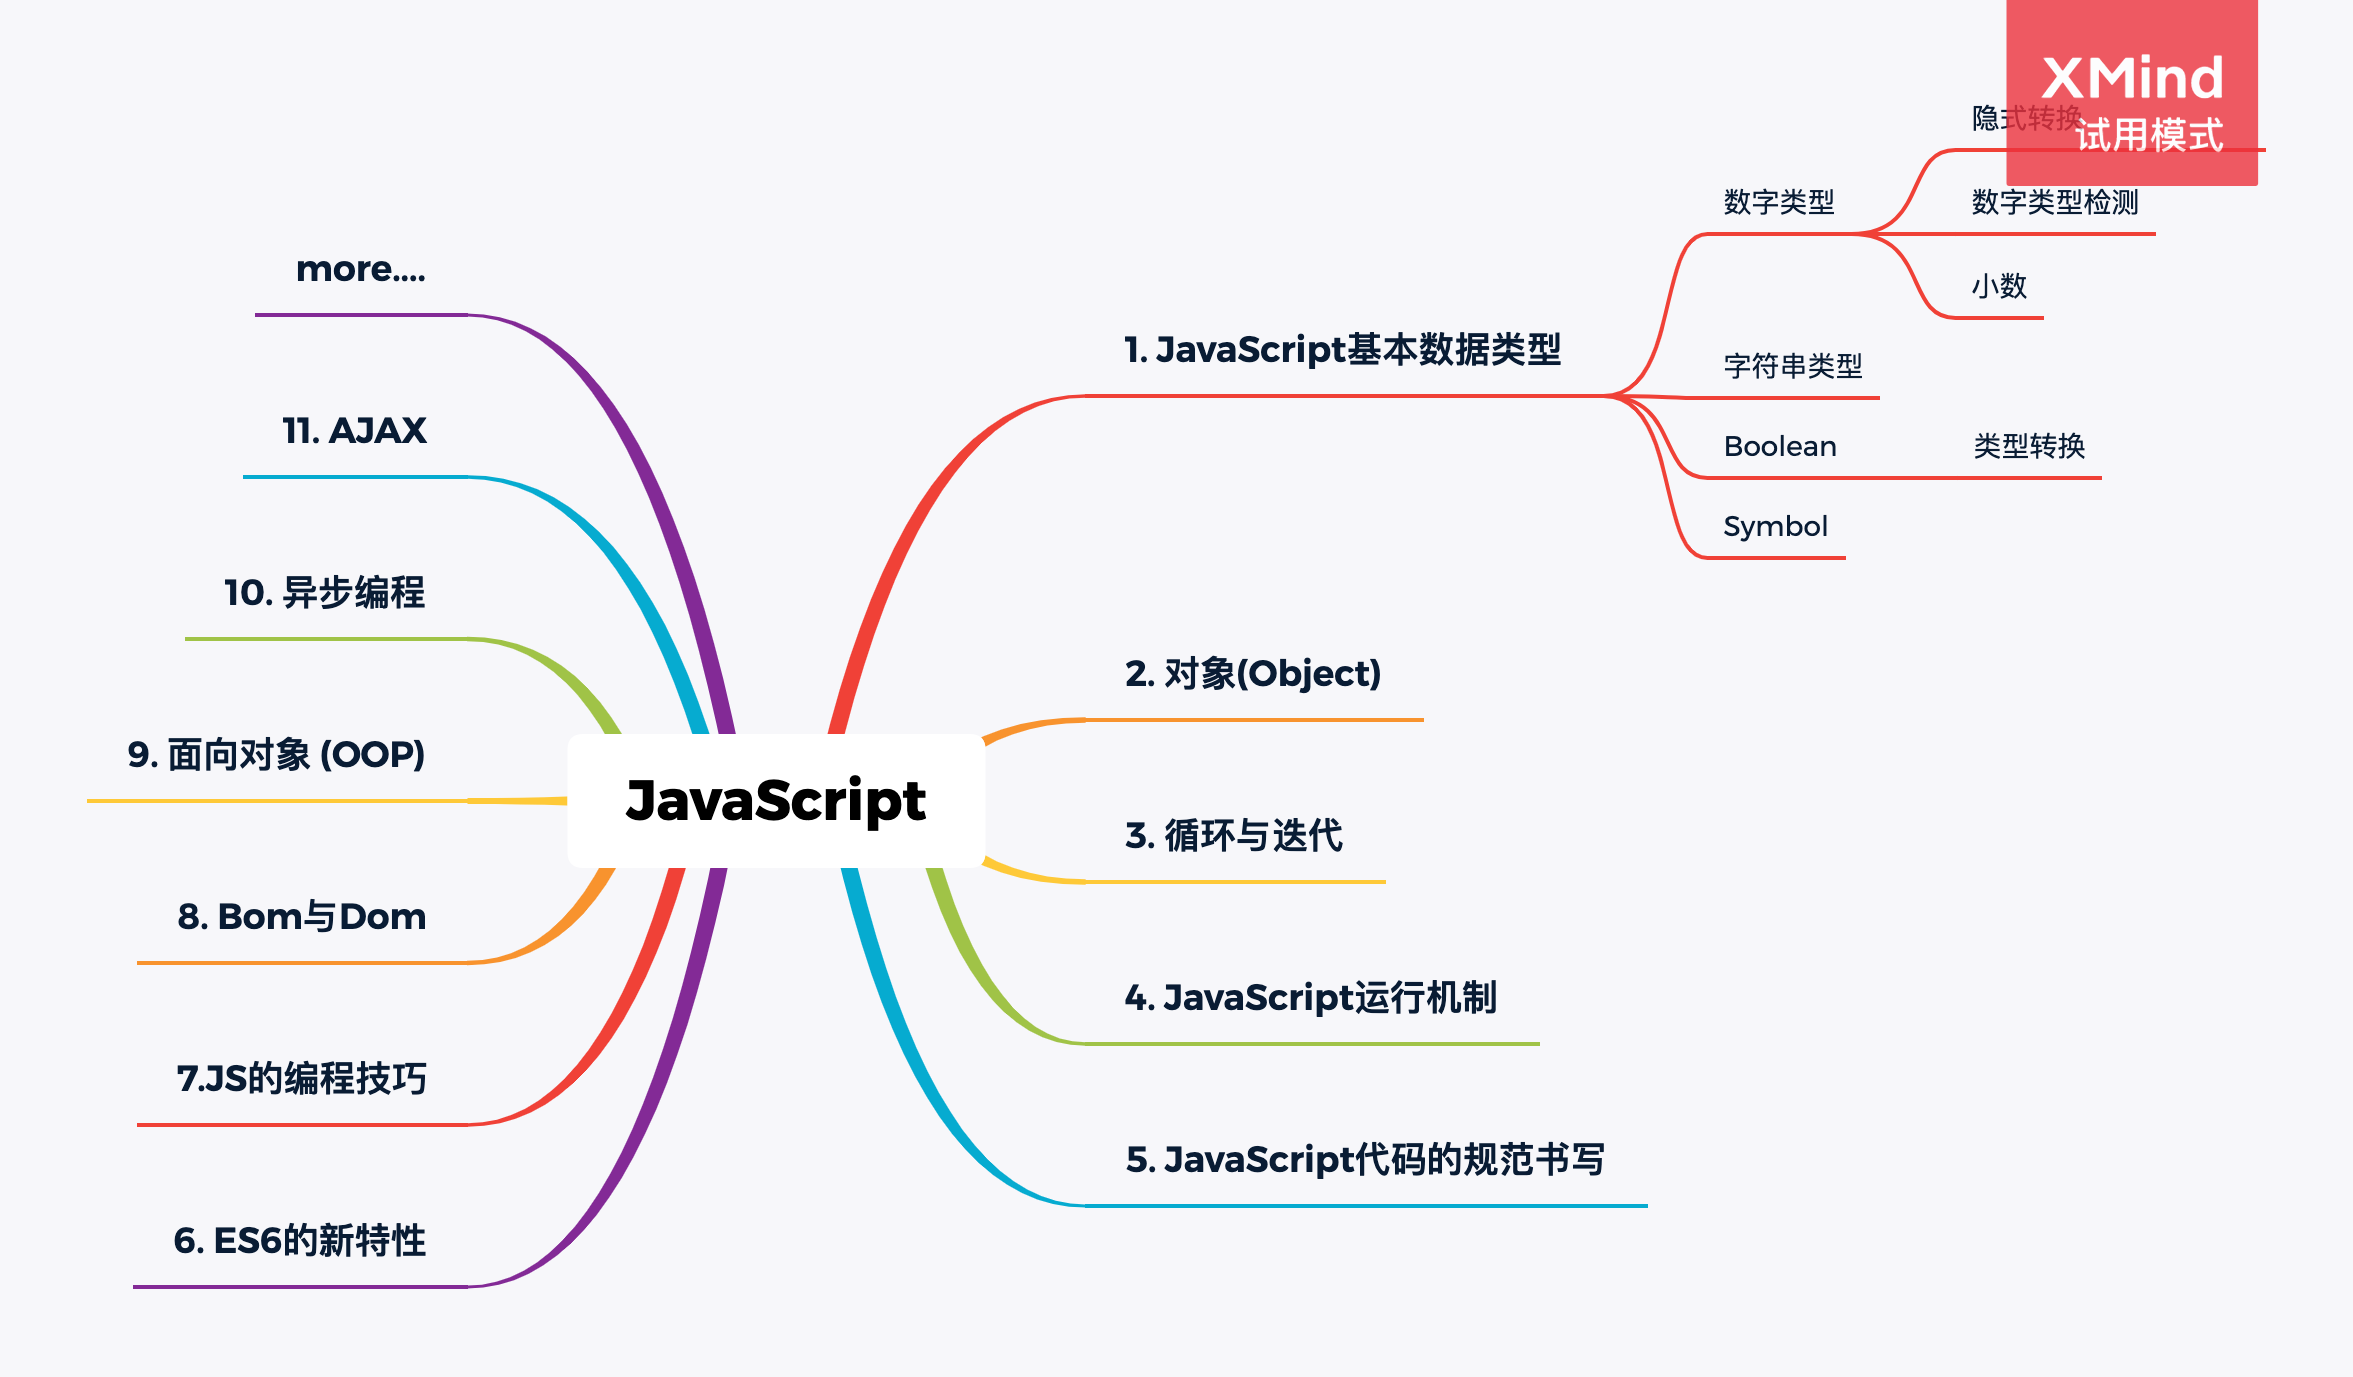 XMind
试用模式
隐式转换
数字类型
数字类型检测
小数
1. JavaScript基本数据类型
字符串类型
Boolean
类型转换
Symbol
2. 对象(Object)
3. 循环与迭代
4. JavaScript运行机制
5. JavaScript代码的规范书写
JavaScript
more....
11. AJAX
10. 异步编程
9. 面向对象 (OOP)
8. Bom与Dom
7.JS的编程技巧
6. ES6的新特性